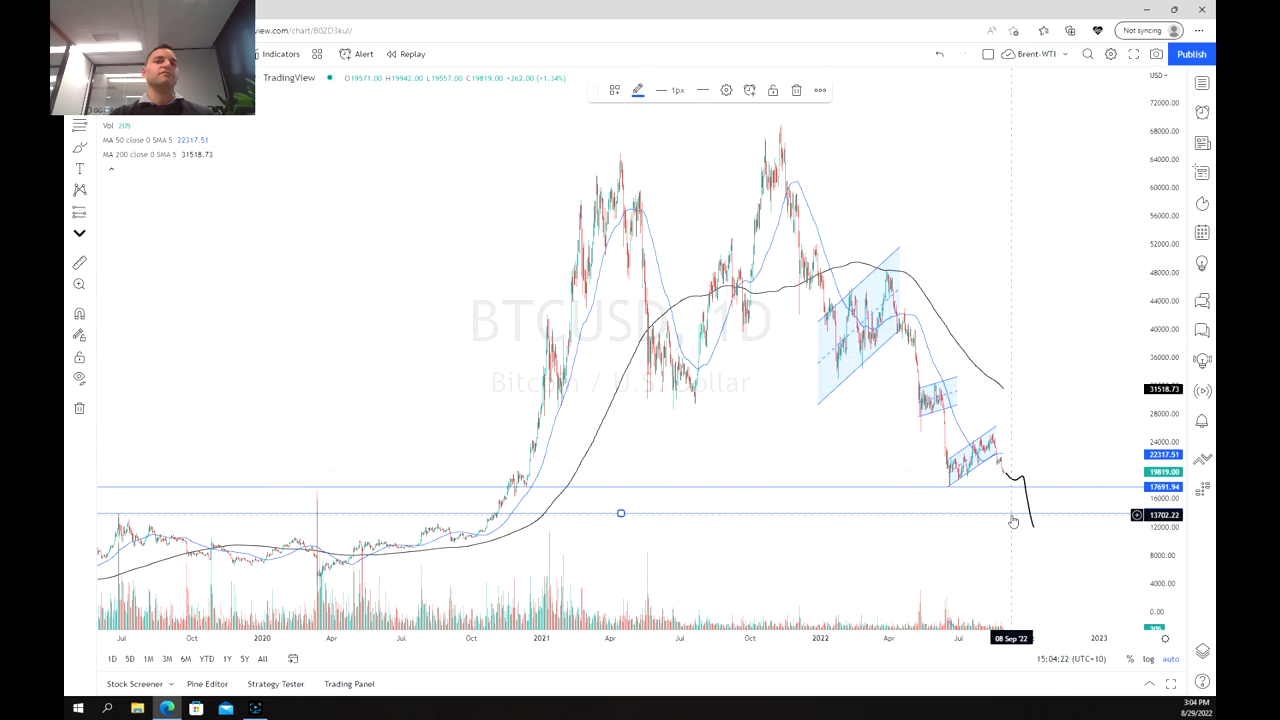 view.com/chart/B0ZD3kul/
Not syncing
Indicators
Alert
Replay
Brent-WTI
Publish
TradingView
O19571.00 H19942.00 L19557.00 C19819.00 +262.00 (+1.34%)
1px
USD
Vol 205
MA 50 close 0 SMA 5 22317.51
MA 200 close 0 SMA 5 31518.73
72000.00
68000.00
64000.00
60000.00
56000.00
52000.00
48000.00
44000.00
40000.00
36000.00
31518.73
28000.00
24000.00
22317.51
19819.00
17691.94
16000.00
13702.22
12000.00
8000.00
4000.00
0.00
205
BTCUSD, 1D
Bitcoin / U.S. Dollar
Jul Oct 2020 Apr Jul Oct 2021 Apr Jul Oct 2022 Apr Jul 08 Sep '22 2023
1D 5D 1M 3M 6M YTD 1Y 5Y All
15:04:22 (UTC+10) % log auto
Stock Screener Pine Editor Strategy Tester Trading Panel
3:04 PM
8/29/2022